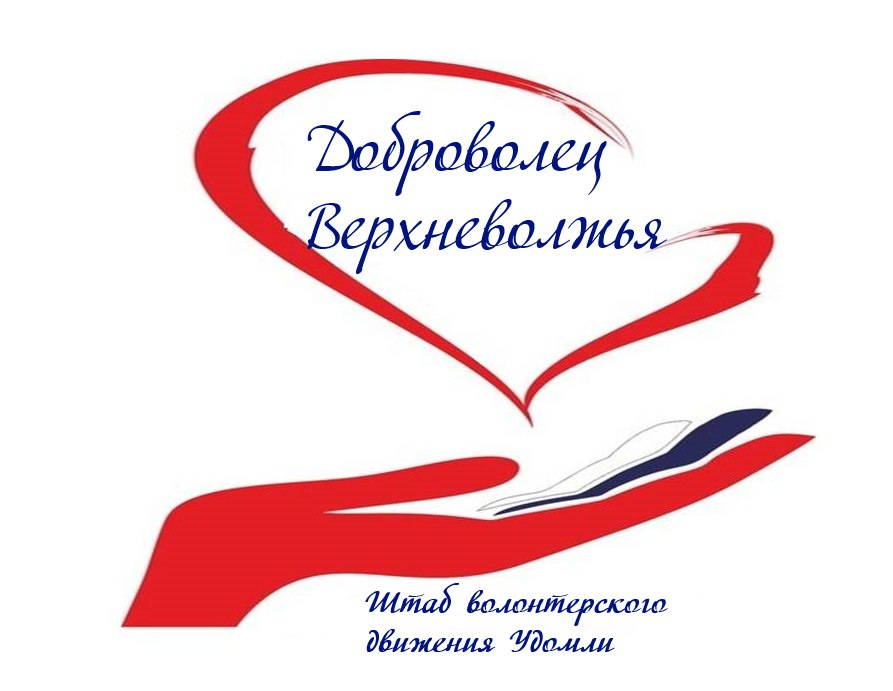 Доброволец
Верхневолжья
Штаб волонтерского
движения Удомли